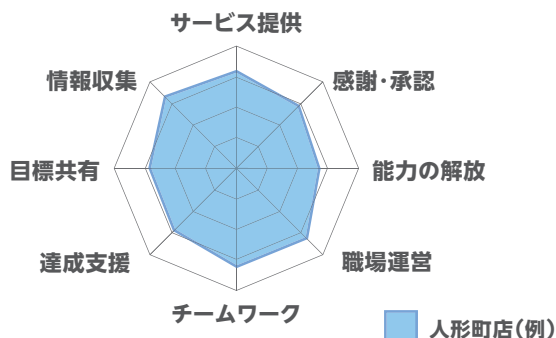 サービス提供
情報収集
感謝・承認
目標共有
能力の解放
達成支援
職場運営
チームワーク
人形町店(例)